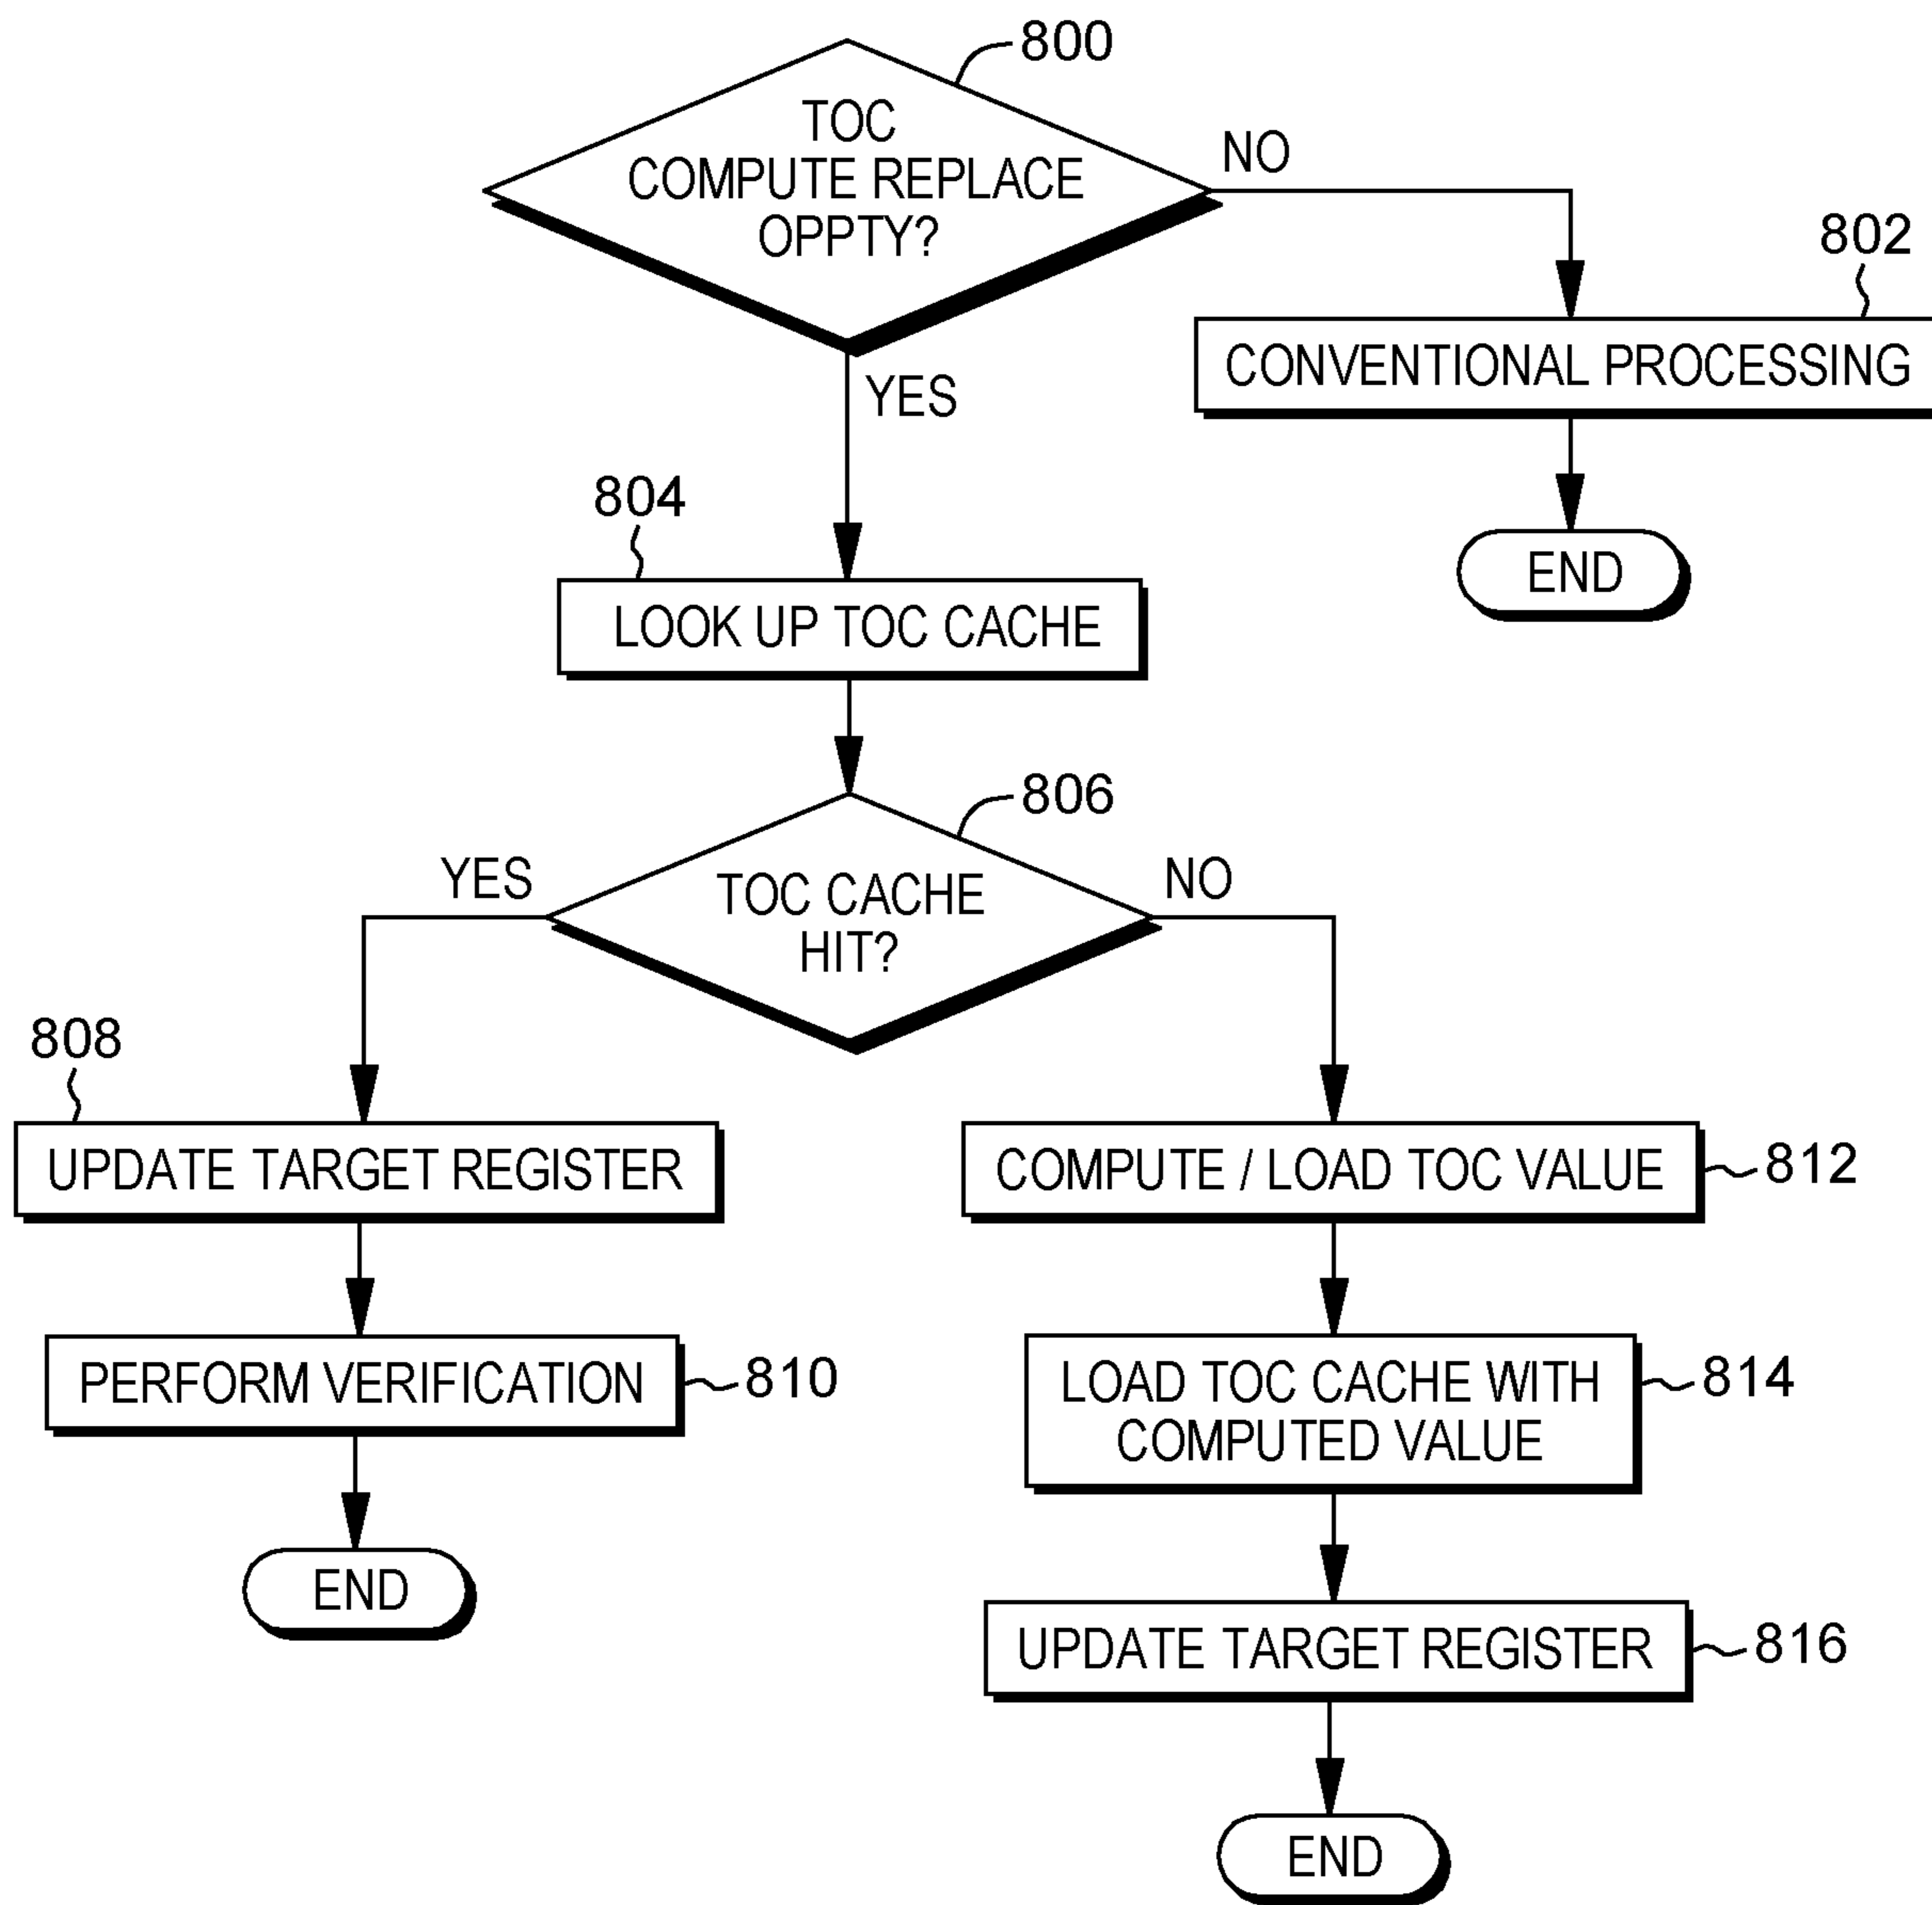 800
TOC
COMPUTE REPLACE
OPPTY?
NO
802
CONVENTIONAL PROCESSING
END
YES
804
LOOK UP TOC CACHE
806
TOC CACHE
HIT?
YES
NO
808
UPDATE TARGET REGISTER
PERFORM VERIFICATION
810
END
COMPUTE / LOAD TOC VALUE
812
LOAD TOC CACHE WITH
COMPUTED VALUE
814
UPDATE TARGET REGISTER
816
END